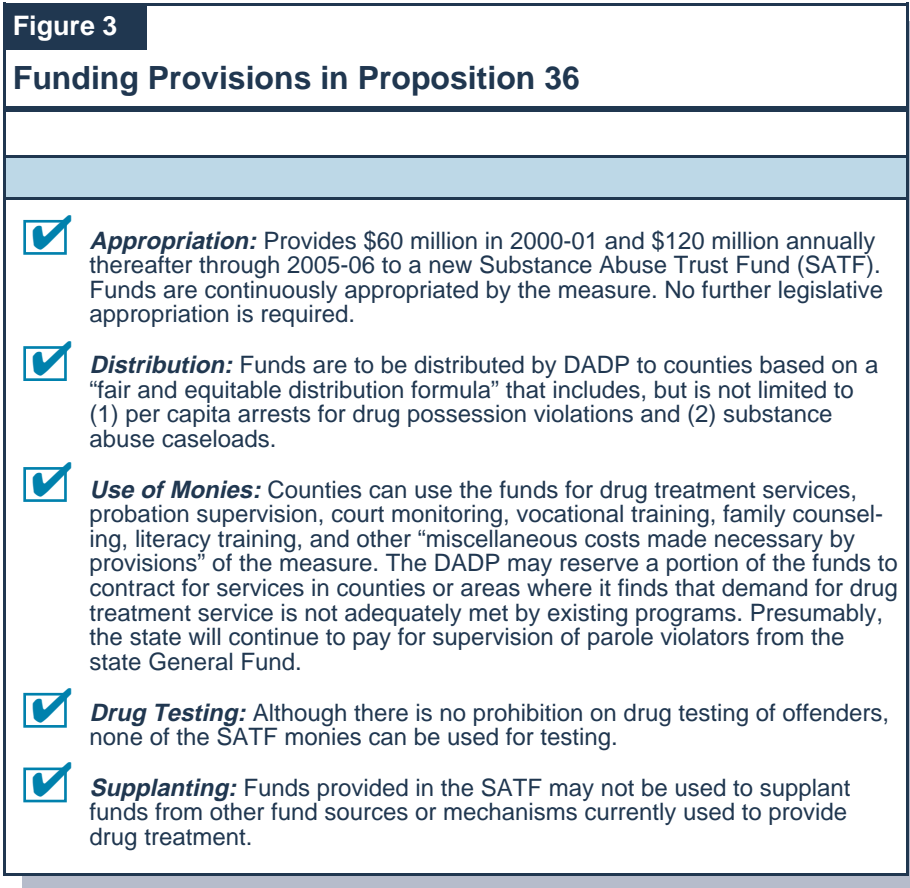 Figure 3
Funding Provisions in Proposition 36
Appropriation: Provides $60 million in 2000-01 and $120 million annually
thereafter through 2005-06 to a new Substance Abuse Trust Fund (SATF).
Funds are continuously appropriated by the measure. No further legislative
appropriation is required.
Distribution: Funds are to be distributed by DADP to counties based on a
“fair and equitable distribution formula” that includes, but is not limited to
(1) per capita arrests for drug possession violations and (2) substance
abuse caseloads.
Use of Monies: Counties can use the funds for drug treatment services,
probation supervision, court monitoring, vocational training, family counsel-
ing, literacy training, and other “miscellaneous costs made necessary by
provisions” of the measure. The DADP may reserve a portion of the funds to
contract for services in counties or areas where it finds that demand for drug
treatment service is not adequately met by existing programs. Presumably,
the state will continue to pay for supervision of parole violators from the
state General Fund.
Drug Testing: Although there is no prohibition on drug testing of offenders,
none of the SATF monies can be used for testing.
Supplanting: Funds provided in the SATF may not be used to supplant
funds from other fund sources or mechanisms currently used to provide
drug treatment.